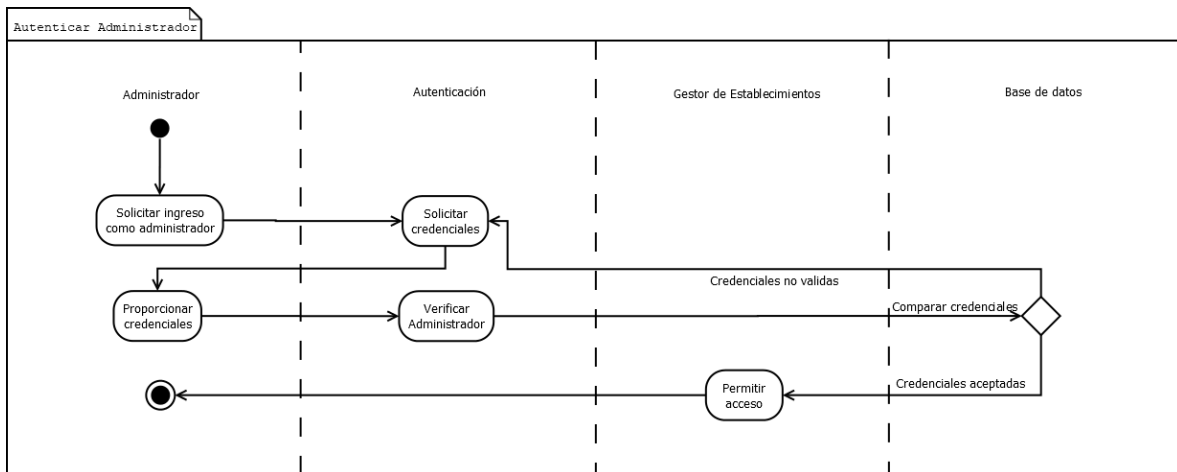 Autenticar Administrador
Administrador
Autenticación
Gestor de Establecimientos
Base de datos
Solicitar ingreso
como administrador
Solicitar
credenciales
Credenciales no validas
Proporcionar
credenciales
Verificar
Administrador
Comparar credenciales
Permitir
acceso
Credenciales aceptadas